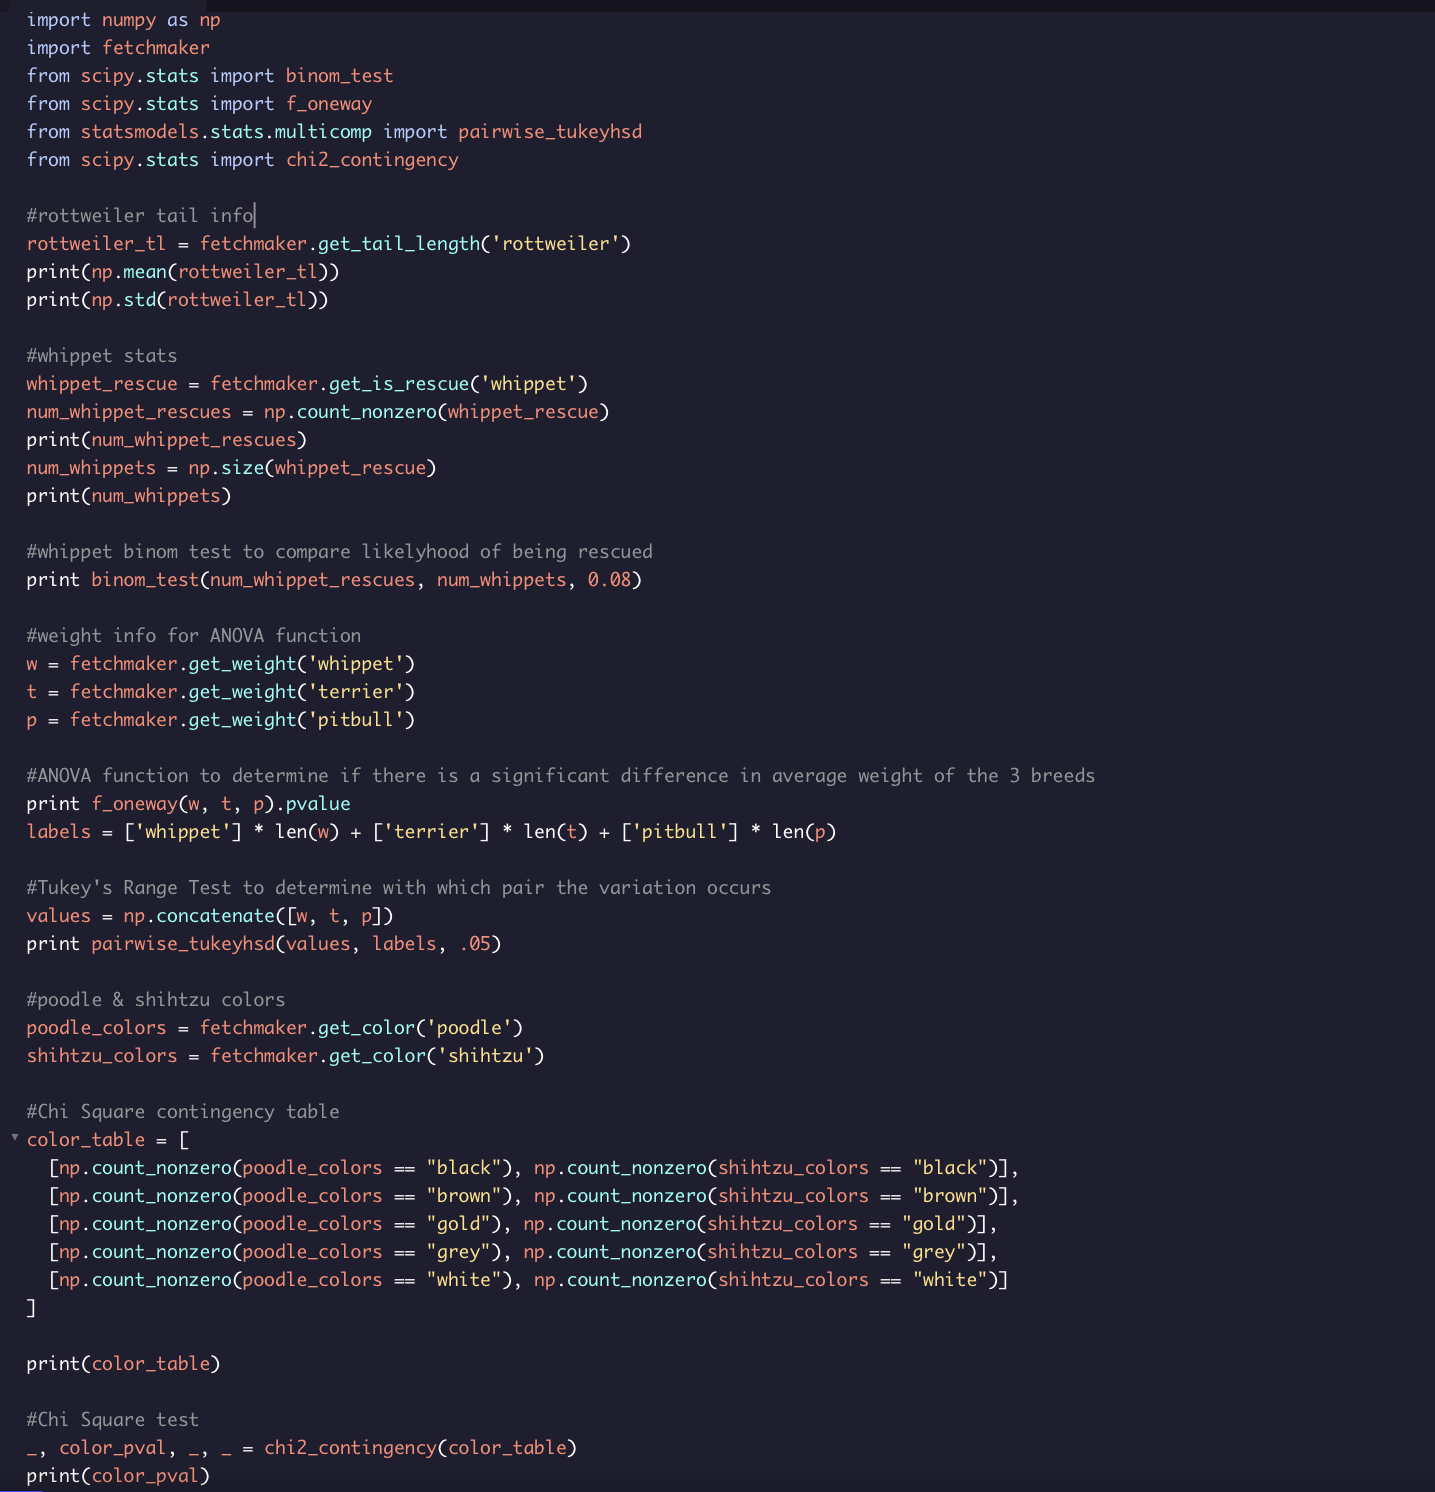 import numpy as np
import fetchmaker
from scipy.stats import binom_test
from scipy.stats import f_oneway
from statsmodels.stats.multicomp import pairwise_tukeyhsd
from scipy.stats import chi2_contingency

#rottweiler tail info
rottweiler_tl = fetchmaker.get_tail_length('rottweiler')
print(np.mean(rottweiler_tl))
print(np.std(rottweiler_tl))

#whippet stats
whippet_rescue = fetchmaker.get_is_rescue('whippet')
num_whippet_rescues = np.count_nonzero(whippet_rescue)
print(num_whippet_rescues)
num_whippets = np.size(whippet_rescue)
print(num_whippets)

#whippet binom test to compare likelyhood of being rescued
print binom_test(num_whippet_rescues, num_whippets, 0.08)

#weight info for ANOVA function
w = fetchmaker.get_weight('whippet')
t = fetchmaker.get_weight('terrier')
p = fetchmaker.get_weight('pitbull')

#ANOVA function to determine if there is a significant difference in average weight of the 3 breeds
print f_oneway(w, t, p).pvalue
labels = ['whippet'] * len(w) + ['terrier'] * len(t) + ['pitbull'] * len(p)

#Tukey's Range Test to determine with which pair the variation occurs
values = np.concatenate([w, t, p])
print pairwise_tukeyhsd(values, labels, .05)

#poodle & shihtzu colors
poodle_colors = fetchmaker.get_color('poodle')
shihtzu_colors = fetchmaker.get_color('shihtzu')

#Chi Square contingency table
color_table = [
  [np.count_nonzero(poodle_colors == "black"), np.count_nonzero(shihtzu_colors == "black")],
  [np.count_nonzero(poodle_colors == "brown"), np.count_nonzero(shihtzu_colors == "brown")],
  [np.count_nonzero(poodle_colors == "gold"), np.count_nonzero(shihtzu_colors == "gold")],
  [np.count_nonzero(poodle_colors == "grey"), np.count_nonzero(shihtzu_colors == "grey")],
  [np.count_nonzero(poodle_colors == "white"), np.count_nonzero(shihtzu_colors == "white")]
]

print(color_table)

#Chi Square test
_, color_pval, _, _ = chi2_contingency(color_table)
print(color_pval)